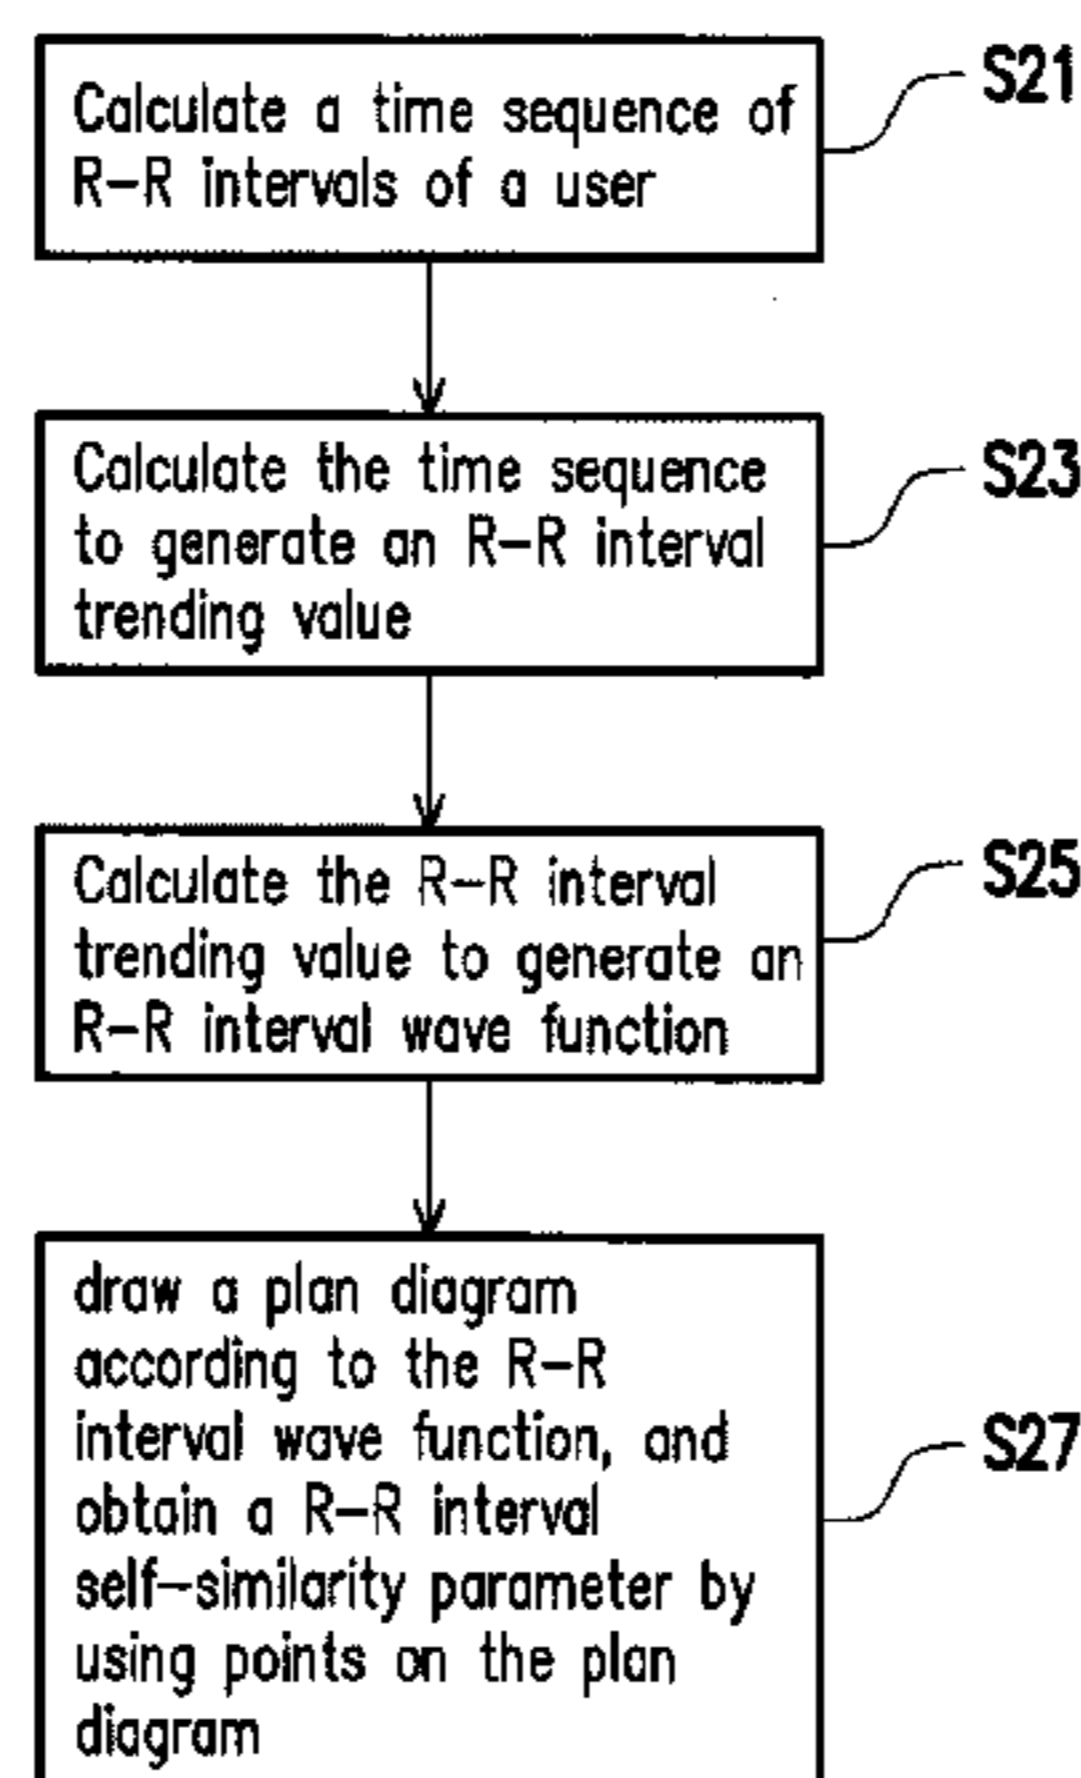 Calculate a time sequence of
R-R intervals of a user
S21
Calculate the time sequence
to generate an R-R interval
trending value
S23
Calculate the R-R interval
trending value to generate an
R-R interval wave function
S25
draw a plan diagram
according to the R-R
interval wave function, and
obtain a R-R interval
self-similarity parameter by
using points on the plan
diagram
S27